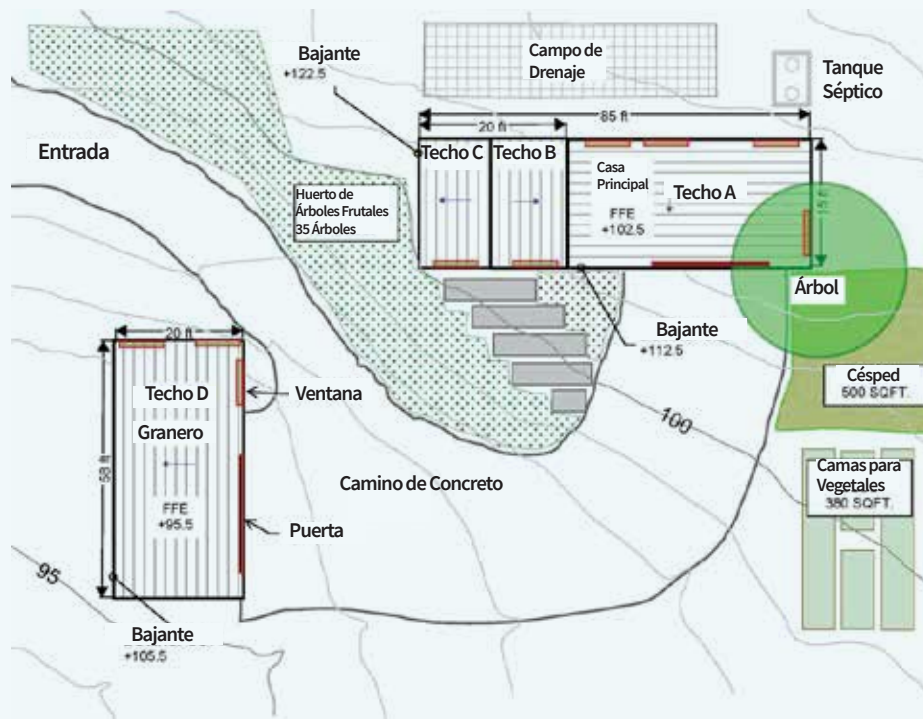 Bajante
+122.5
Campo de
Drenaje
Tanque
Séptico
85 ft
20 ft
Entrada
Techo C
Techo B
Casa
Principal
Techo A
FFE
+102.5
15 ft
Huerto de
Árboles Frutales
35 Árboles
Árbol
Bajante
+112.5
20 ft
Techo D
Ventana
Césped
500 SQFT.
100
Granero
58 ft
Camino de Concreto
Camas para
Vegetales
380 SQFT.
FFE
+95.5
Puerta
95
Bajante
+105.5